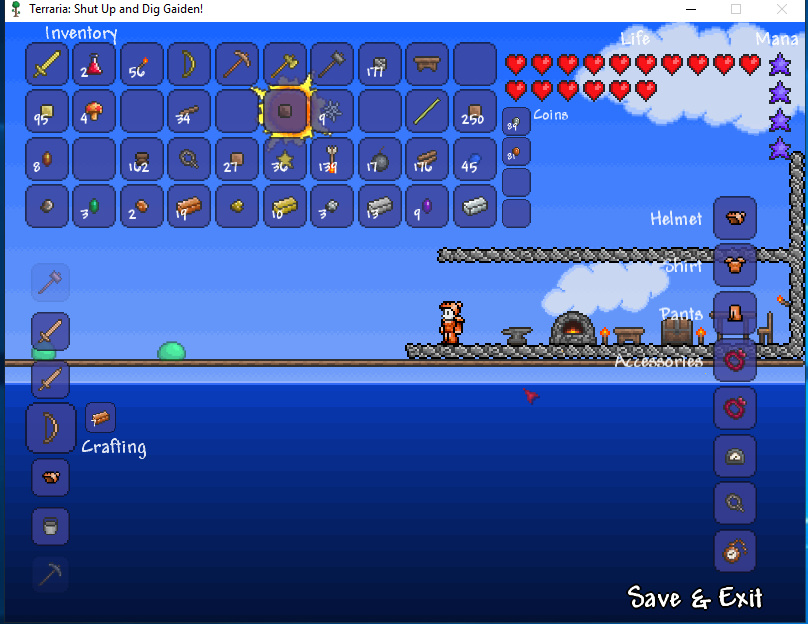 Terraria: Shut Up and Dig Gaiden!
Inventory
Life
Mana
2
56
177
95
4
34
9
250
Coins
89
81
8
162
27
36
139
17
176
45
3
2
19
10
3
13
9
Helmet
Shirt
Pants
Accessories
Crafting
Save & Exit